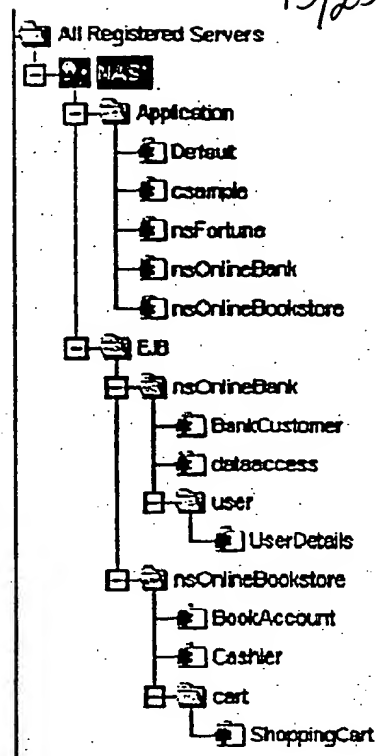 All Registered Servers
NAS1
Application
Default
csample
nsFortune
nsOnlineBank
nsOnlineBookstore
EJB
nsOnlineBank
BankCustomer
dataaccess
user
UserDetails
nsOnlineBookstore
BookAccount
Cashier
cart
ShoppingCart